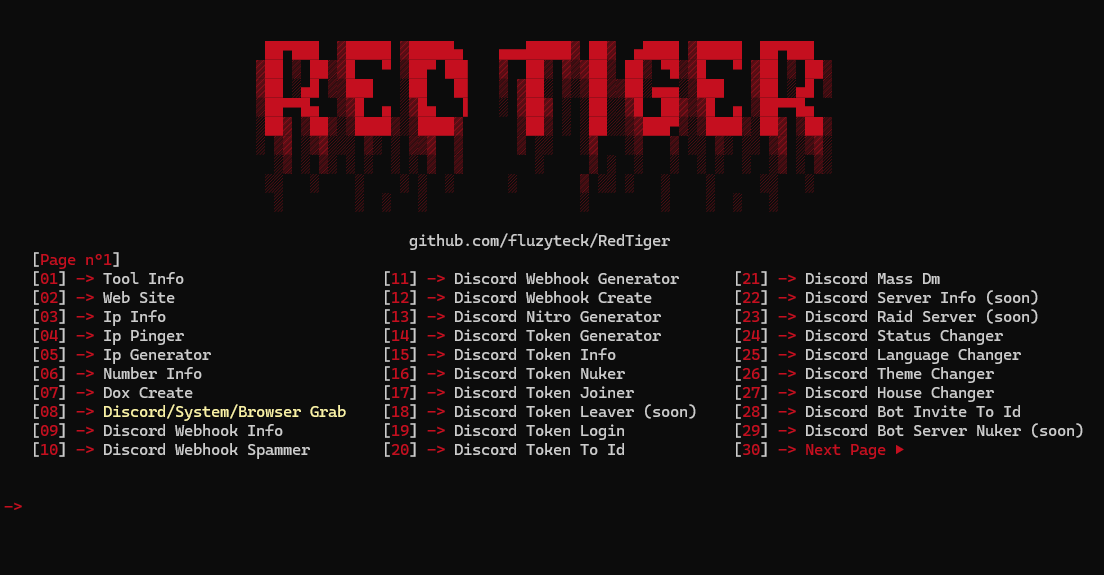 RED TIGER
github.com/fluzyteck/RedTiger
[Page n°1]
[01] -> Tool Info [11] -> Discord Webhook Generator [21] -> Discord Mass Dm
[02] -> Web Site [12] -> Discord Webhook Create [22] -> Discord Server Info (soon)
[03] -> Ip Info [13] -> Discord Nitro Generator [23] -> Discord Raid Server (soon)
[04] -> Ip Pinger [14] -> Discord Token Generator [24] -> Discord Status Changer
[05] -> Ip Generator [15] -> Discord Token Info [25] -> Discord Language Changer
[06] -> Number Info [16] -> Discord Token Nuker [26] -> Discord Theme Changer
[07] -> Dox Create [17] -> Discord Token Joiner [27] -> Discord House Changer
[08] -> Discord/System/Browser Grab [18] -> Discord Token Leaver (soon) [28] -> Discord Bot Invite To Id
[09] -> Discord Webhook Info [19] -> Discord Token Login [29] -> Discord Bot Server Nuker (soon)
[10] -> Discord Webhook Spammer [20] -> Discord Token To Id [30] -> Next Page ►
->